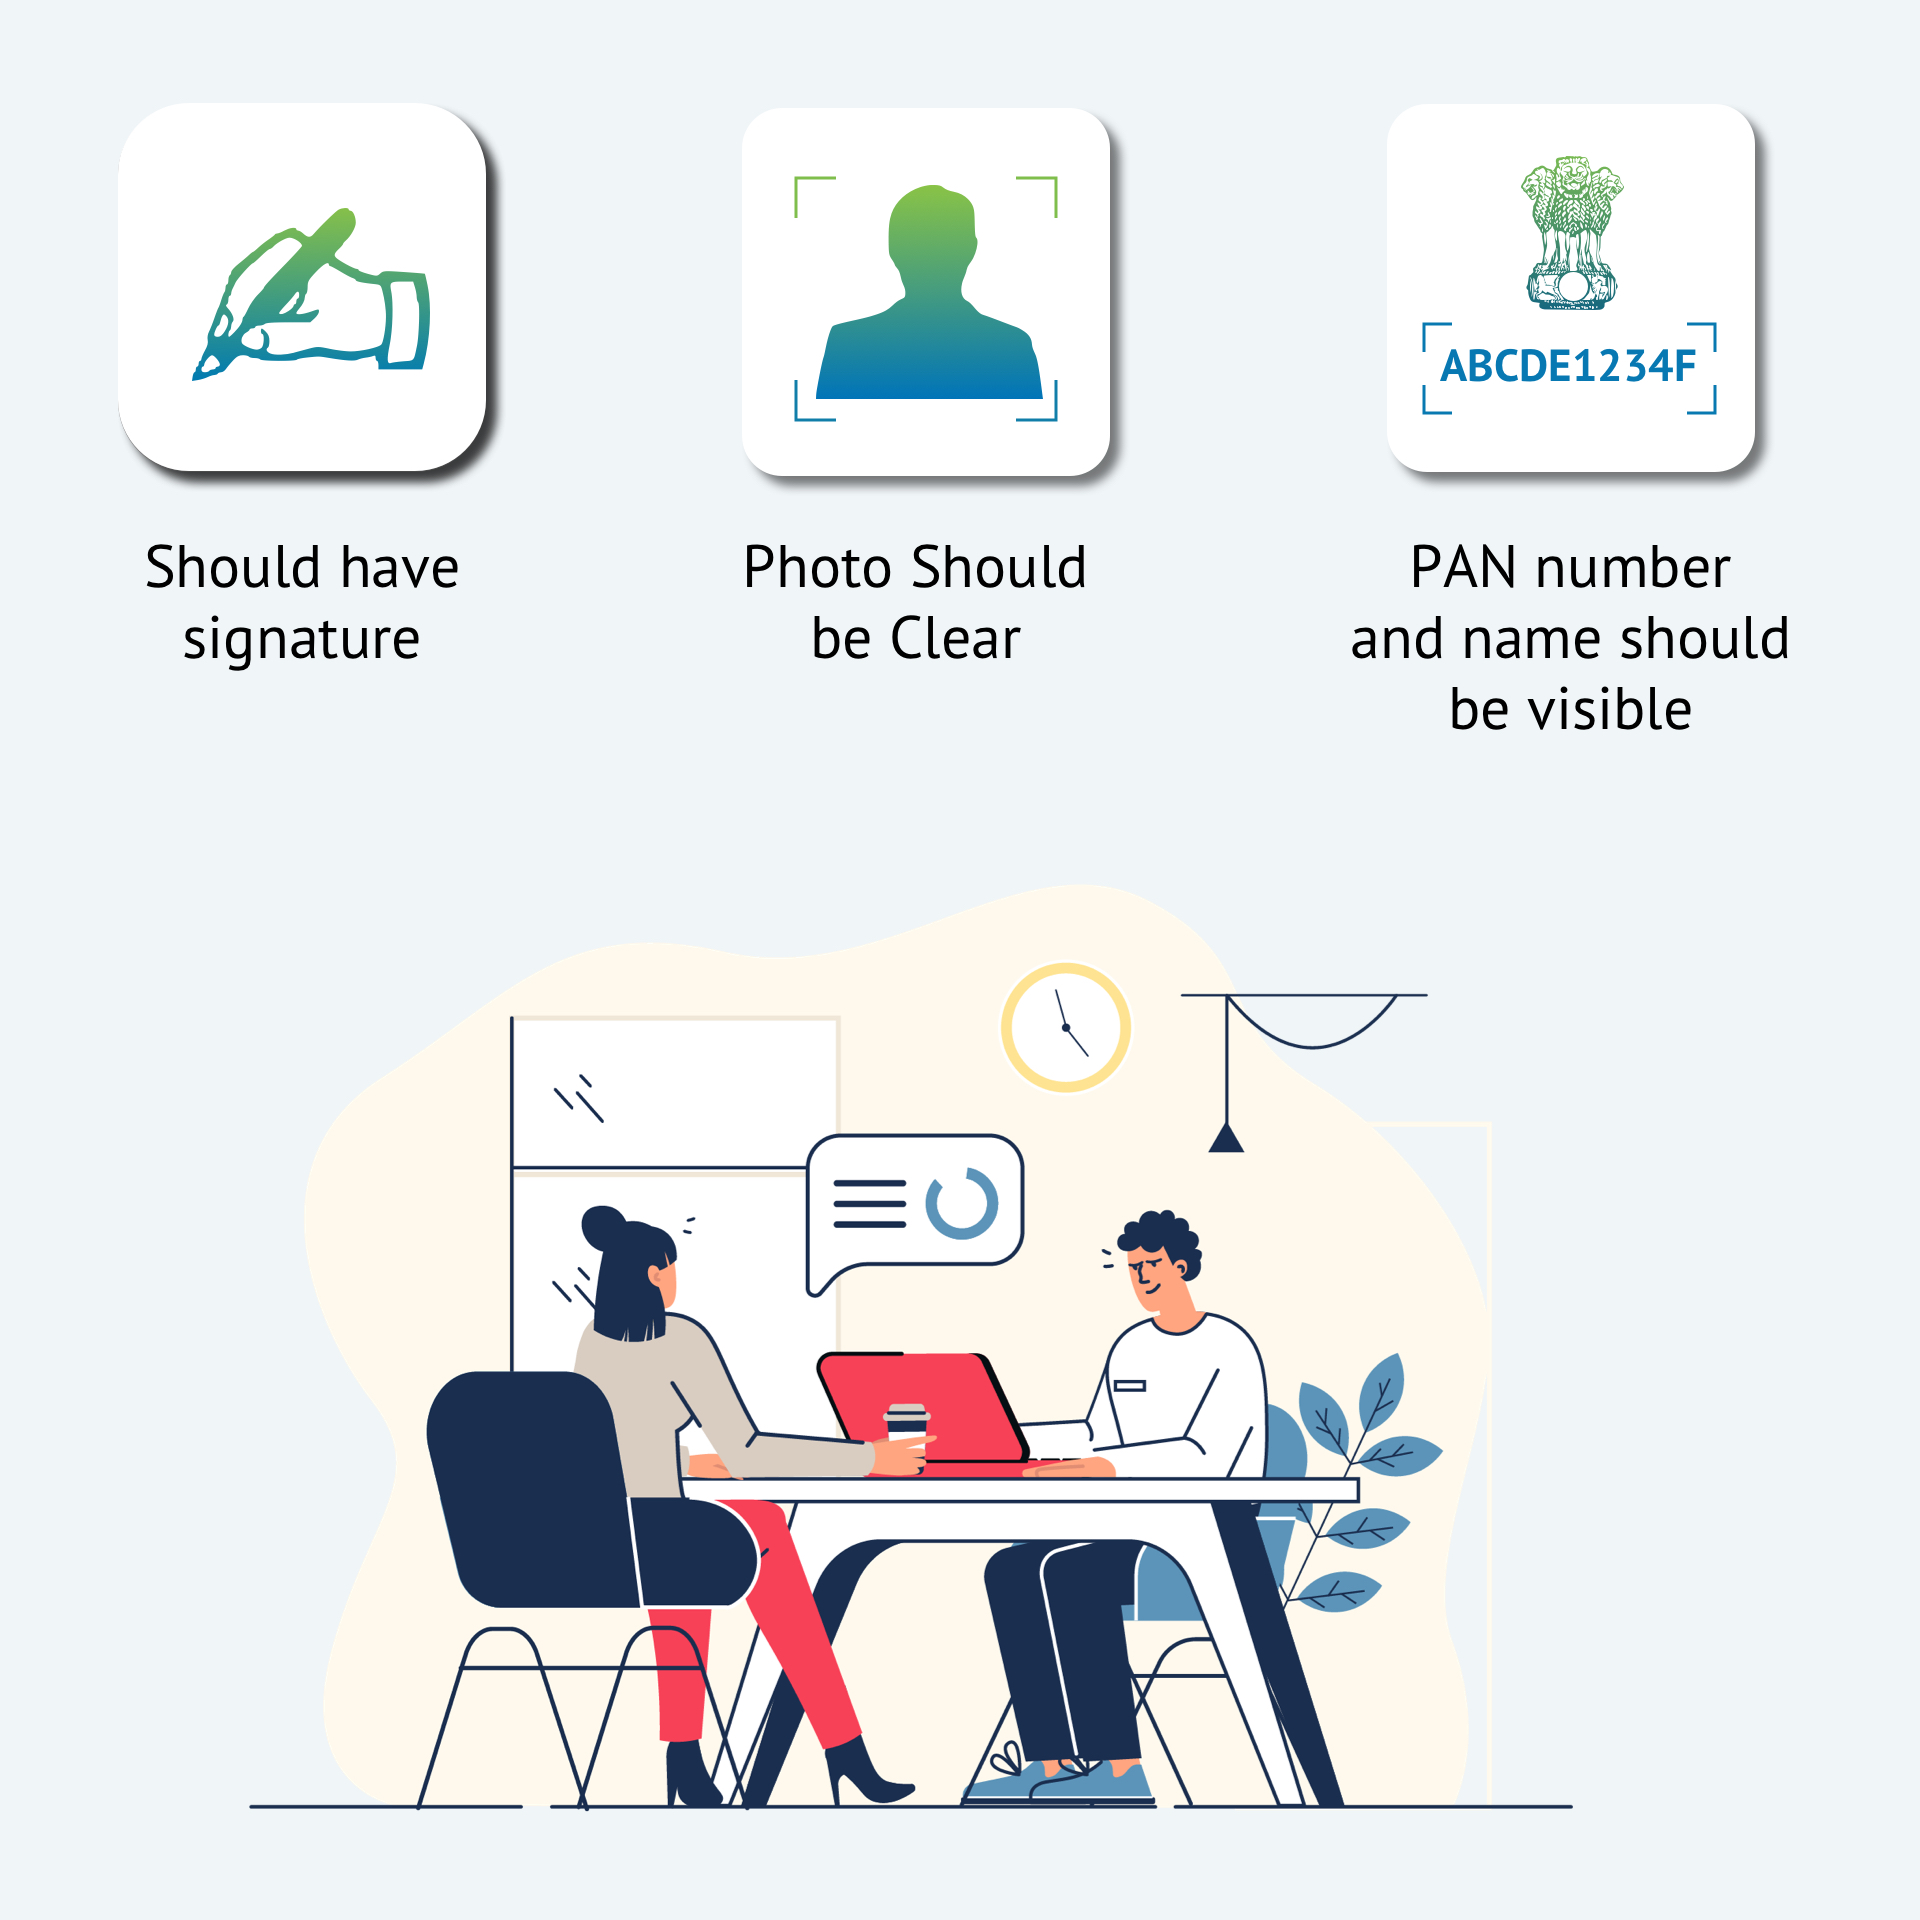 ABCDE1234F
Should have
signature
Photo Should
be Clear
PAN number
and name should
be visible